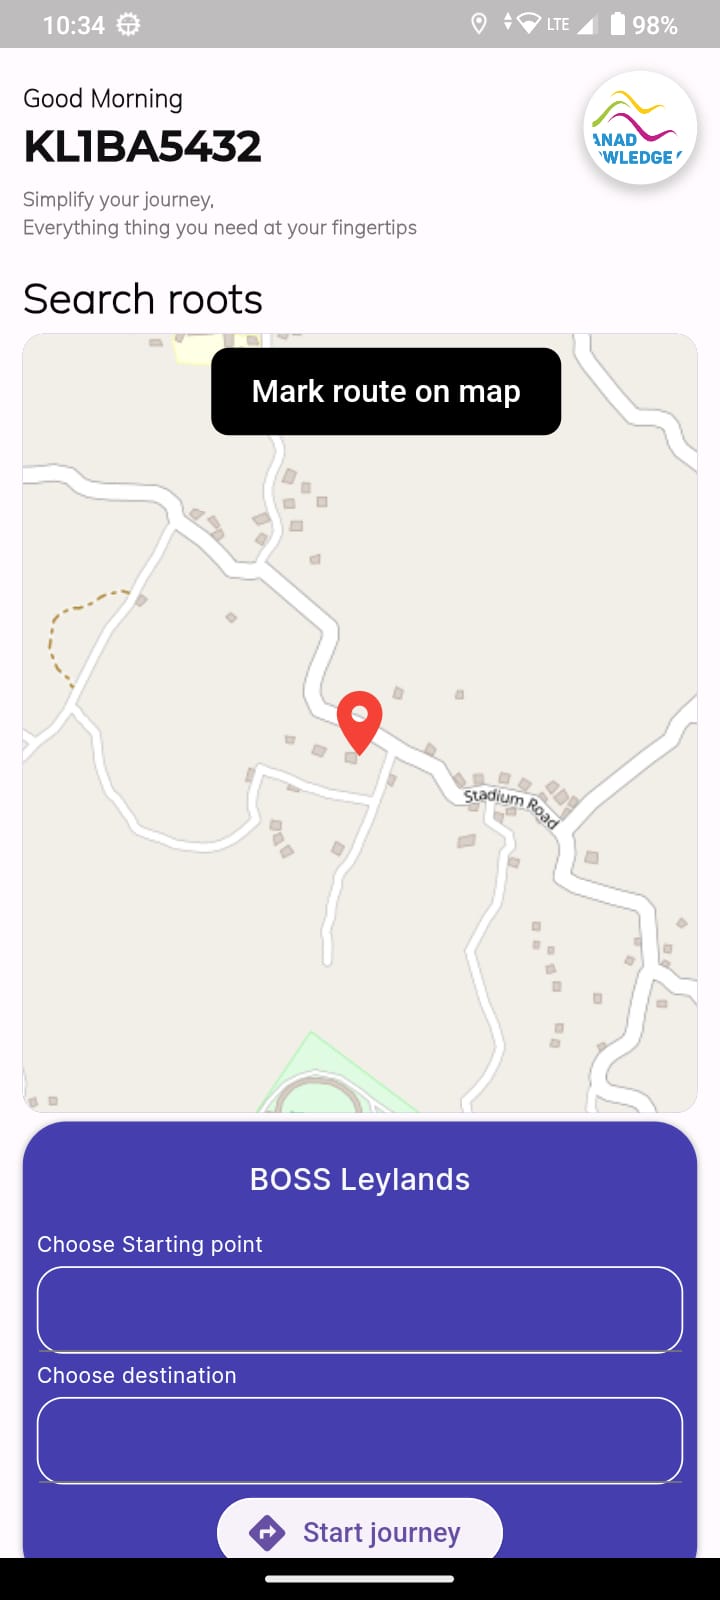 10:34
LTE 98%
Good Morning
KL1BA5432
ANAD
WLEDGE
Simplify your journey,
Everything thing you need at your fingertips
Search roots
Mark route on map
Stadium Road
BOSS Leylands
Choose Starting point
Choose destination
Start journey